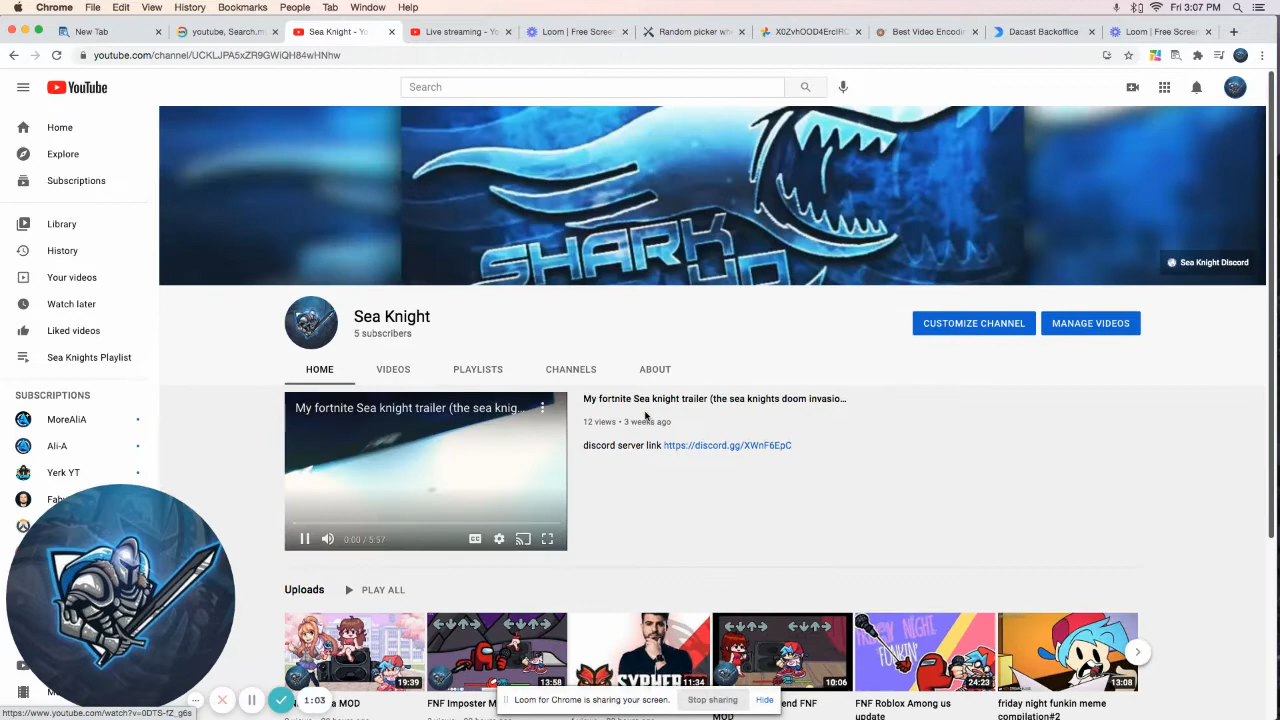 Chrome File Edit View History Bookmarks People Tab Window Help Fri 3:07 PM
New Tab youtube, Search.m Sea Knight - Yo Live streaming - Yo Loom | Free Screen Random picker whe X0ZVhOOD4ErcIRO Best Video Encodin Dacast Backoffice Loom | Free Screen
youtube.com/channel/UCKLJPA5xZR9GWiQH84wHNhw
YouTube
Search
Home
Explore
Subscriptions
Library
History
Your videos
Watch later
Liked videos
Sea Knights Playlist
SUBSCRIPTIONS
MoreAliA
Ali-A
Yerk YT
SHARK
Sea Knight Discord
Sea Knight
5 subscribers
CUSTOMIZE CHANNEL MANAGE VIDEOS
HOME VIDEOS PLAYLISTS CHANNELS ABOUT
My fortnite Sea knight trailer (the sea knig...
0:00 / 5:57
My fortnite Sea knight trailer (the sea knights doom invasio...
12 views • 3 weeks ago
discord server link https://discord.gg/XWnF6EpC
Uploads PLAY ALL
19:39 13:58 11:34 10:06 24:23 13:08
MOD
FNF Imposter M
FNF
FNF Roblox Among us
update
friday night funkin meme
compilation#2
1:03
Loom for Chrome is sharing your screen. Stop sharing Hide
https://www.youtube.com/watch?v=0DTS-fZ_g6s